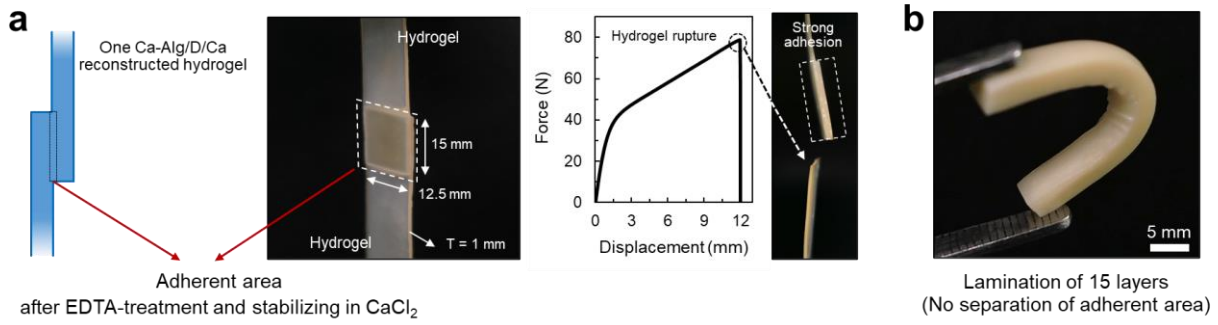 a
One Ca-Alg/D/Ca
reconstructed hydrogel
Hydrogel
15 mm
12.5 mm
Hydrogel
T = 1 mm
Adherent area
after EDTA-treatment and stabilizing in CaCl₂
Force (N)
80
60
40
20
0
Hydrogel rupture
0 3 6 9 12
Displacement (mm)
Strong
adhesion
b
5 mm
Lamination of 15 layers
(No separation of adherent area)